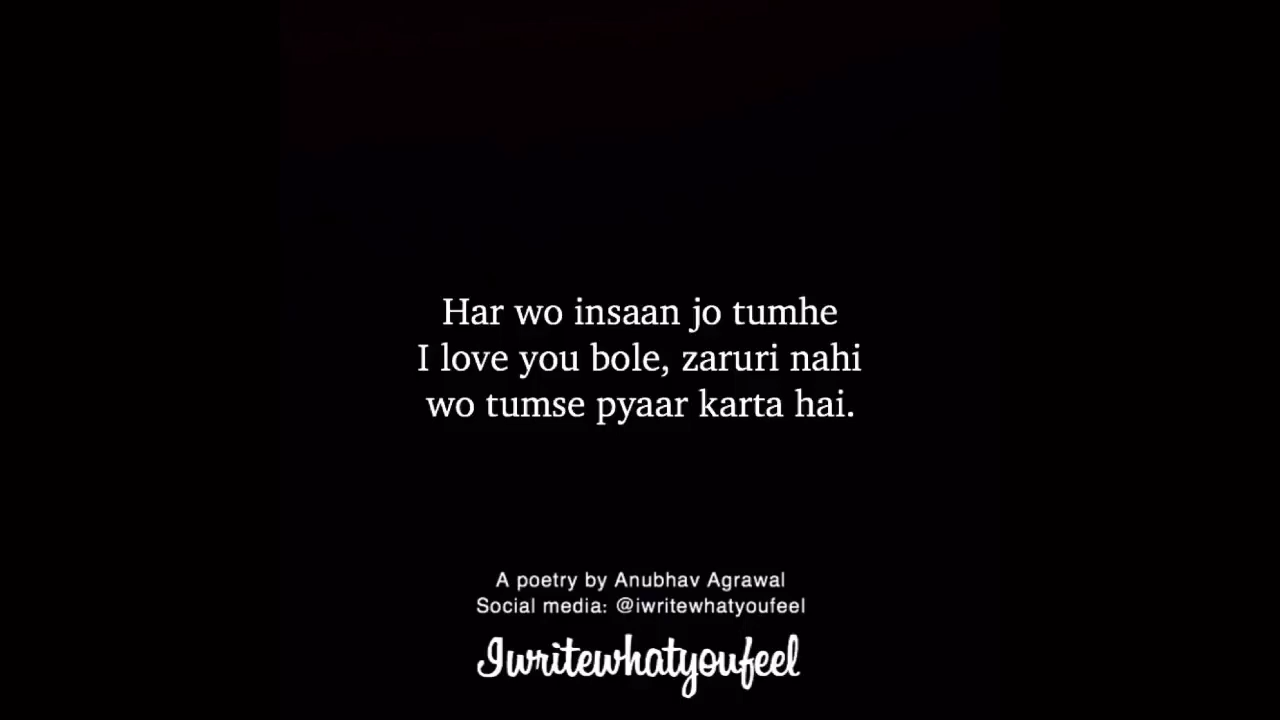 Har wo insaan jo tumhe
I love you bole, zaruri nahi
wo tumse pyaar karta hai.
A poetry by Anubhav Agrawal
Social media: @iwritewhatyoufeel
Iwritewhatyoufeel